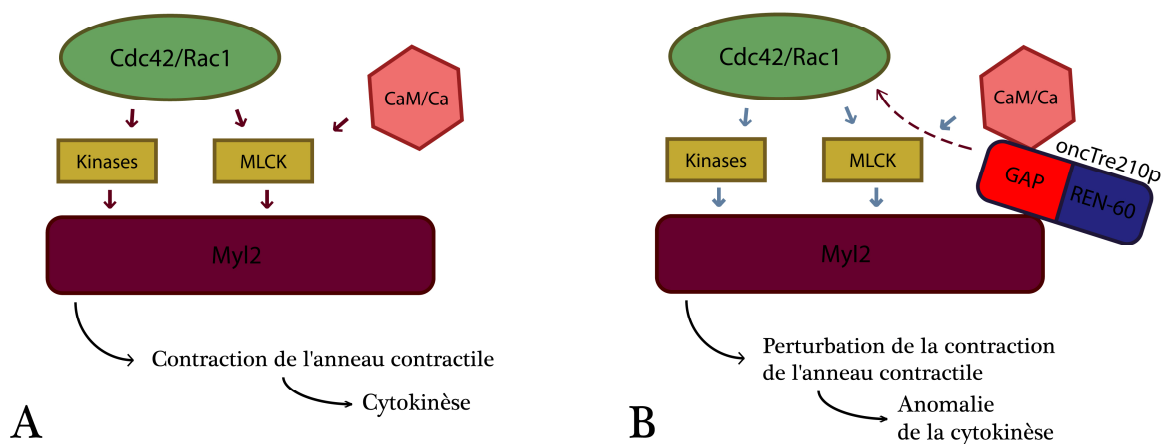 Cdc42/Rac1
CaM/Ca
Kinases
MLCK
Myl2
Contraction de l'anneau contractile
Cytokinèse
A
Cdc42/Rac1
CaM/Ca
Kinases
MLCK
oncTre210p
GAP
REN-60
Myl2
Perturbation de la contraction
de l'anneau contractile
Anomalie
de la cytokinèse
B